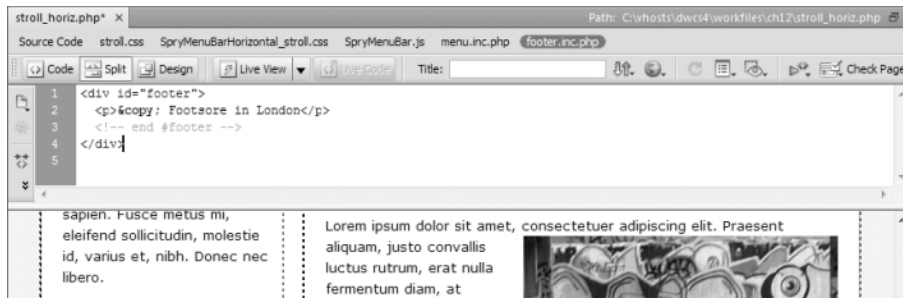 stroll_horiz.php* × Path: C:\vhosts\dwcs4\workfiles\ch12\stroll_horiz.php
Source Code stroll.css SpryMenuBarHorizontal_stroll.css SpryMenuBar.js menu.inc.php footer.inc.php
Code Split Design Live View Live Code Title: Check Page
1 <div id="footer">
2 <p>&copy; Footsore in London</p>
3 <!-- end #footer -->
4 </div>
5
sapien. Fusce metus mi,
eleifend sollicitudin, molestie
id, varius et, nibh. Donec nec
libero.
Lorem ipsum dolor sit amet, consectetuer adipiscing elit. Praesent
aliquam, justo convallis
luctus rutrum, erat nulla
fermentum diam, at